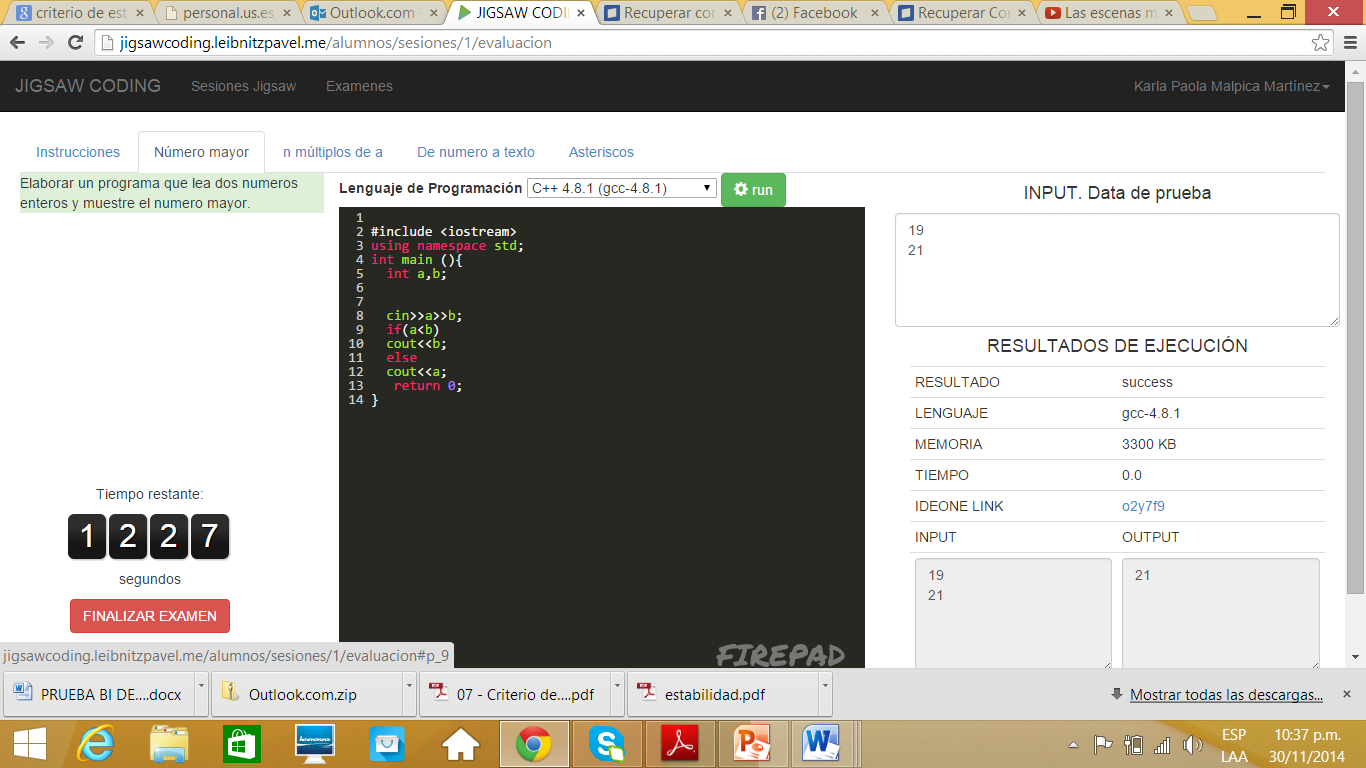 criterio de est
personal.us.es
Outlook.com -
JIGSAW CODI
Recuperar cor
(2) Facebook
Recuperar Co
Las escenas m
jigsawcoding.leibnitzpavel.me/alumnos/sesiones/1/evaluacion
JIGSAW CODING
Sesiones Jigsaw
Examenes
Karla Paola Malpica Martínez
Instrucciones
Número mayor
n múltiplos de a
De numero a texto
Asteriscos
Elaborar un programa que lea dos numeros
enteros y muestre el numero mayor.
Tiempo restante:
1 2 2 7
segundos
FINALIZAR EXAMEN
Lenguaje de Programación C++ 4.8.1 (gcc-4.8.1) run
1
2 #include <iostream>
3 using namespace std;
4 int main (){
5 int a,b;
6
7
8 cin>>a>>b;
9 if(a<b)
10 cout<<b;
11 else
12 cout<<a;
13 return 0;
14 }
FIREPAD
INPUT. Data de prueba
19
21
RESULTADOS DE EJECUCIÓN
RESULTADO success
LENGUAJE gcc-4.8.1
MEMORIA 3300 KB
TIEMPO 0.0
IDEONE LINK o2y7f9
INPUT OUTPUT
19
21
21
jigsawcoding.leibnitzpavel.me/alumnos/sesiones/1/evaluacion#p_9
PRUEBA BI DE....docx
Outlook.com.zip
07 - Criterio de....pdf
estabilidad.pdf
Mostrar todas las descargas...
ESP
LAA
10:37 p.m.
30/11/2014